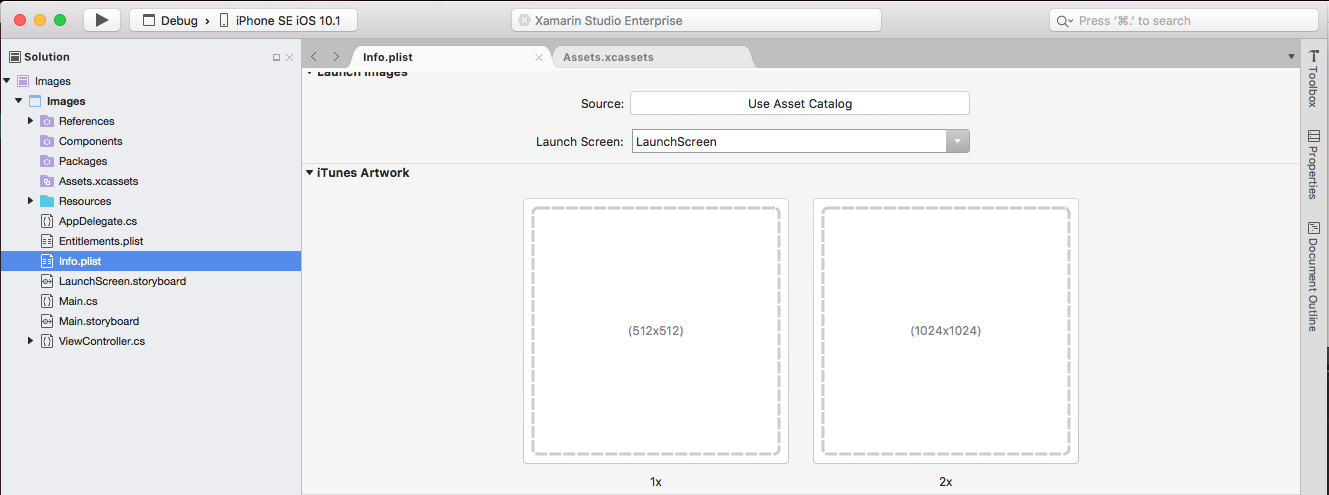 Debug › iPhone SE iOS 10.1
Xamarin Studio Enterprise
Press ‘⌘.’ to search
Solution
Images
Images
References
Components
Packages
Assets.xcassets
Resources
AppDelegate.cs
Entitlements.plist
Info.plist
LaunchScreen.storyboard
Main.cs
Main.storyboard
ViewController.cs
Info.plist
Assets.xcassets
Launch Images
Source: Use Asset Catalog
Launch Screen: LaunchScreen
iTunes Artwork
(512x512)
(1024x1024)
1x
2x
Toolbox
Properties
Document Outline